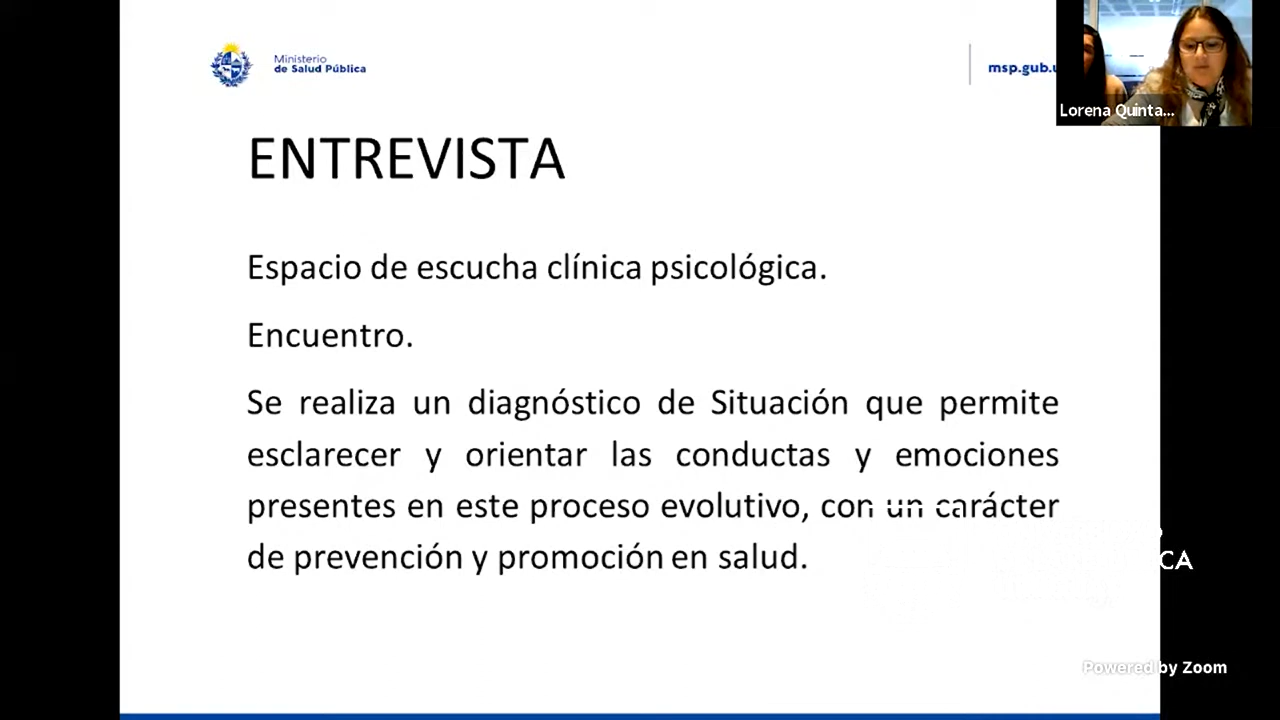 Ministerio
de Salud Pública
msp.gub.u
Lorena Quinta...
ENTREVISTA
Espacio de escucha clínica psicológica.
Encuentro.
Se realiza un diagnóstico de Situación que permite
esclarecer y orientar las conductas y emociones
presentes en este proceso evolutivo, con un carácter
de prevención y promoción en salud.
CA
Powered by Zoom